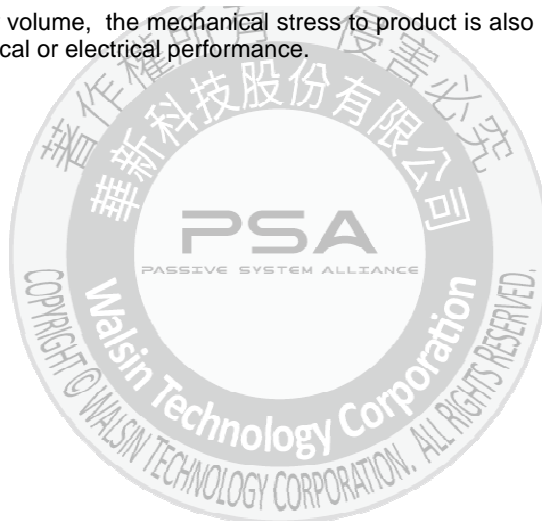 volume, the mechanical stress to product is also
cal or electrical performance.
著作權所有 侵害必究
華新科技股份有限公司
PSA
PASSIVE SYSTEM ALLIANCE
Walsin Technology Corporation
COPYRIGHT © WALSIN TECHNOLOGY CORPORATION. ALL RIGHTS RESERVED.